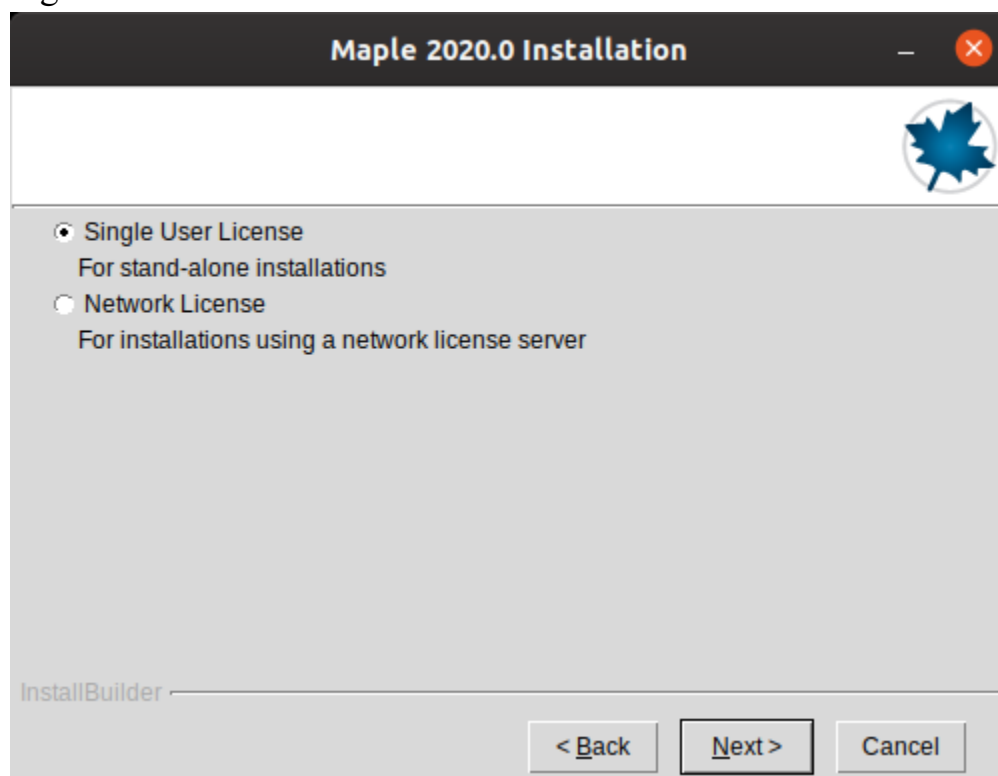 Maple 2020.0 Installation
Single User License
For stand-alone installations
Network License
For installations using a network license server
InstallBuilder
< Back Next > Cancel